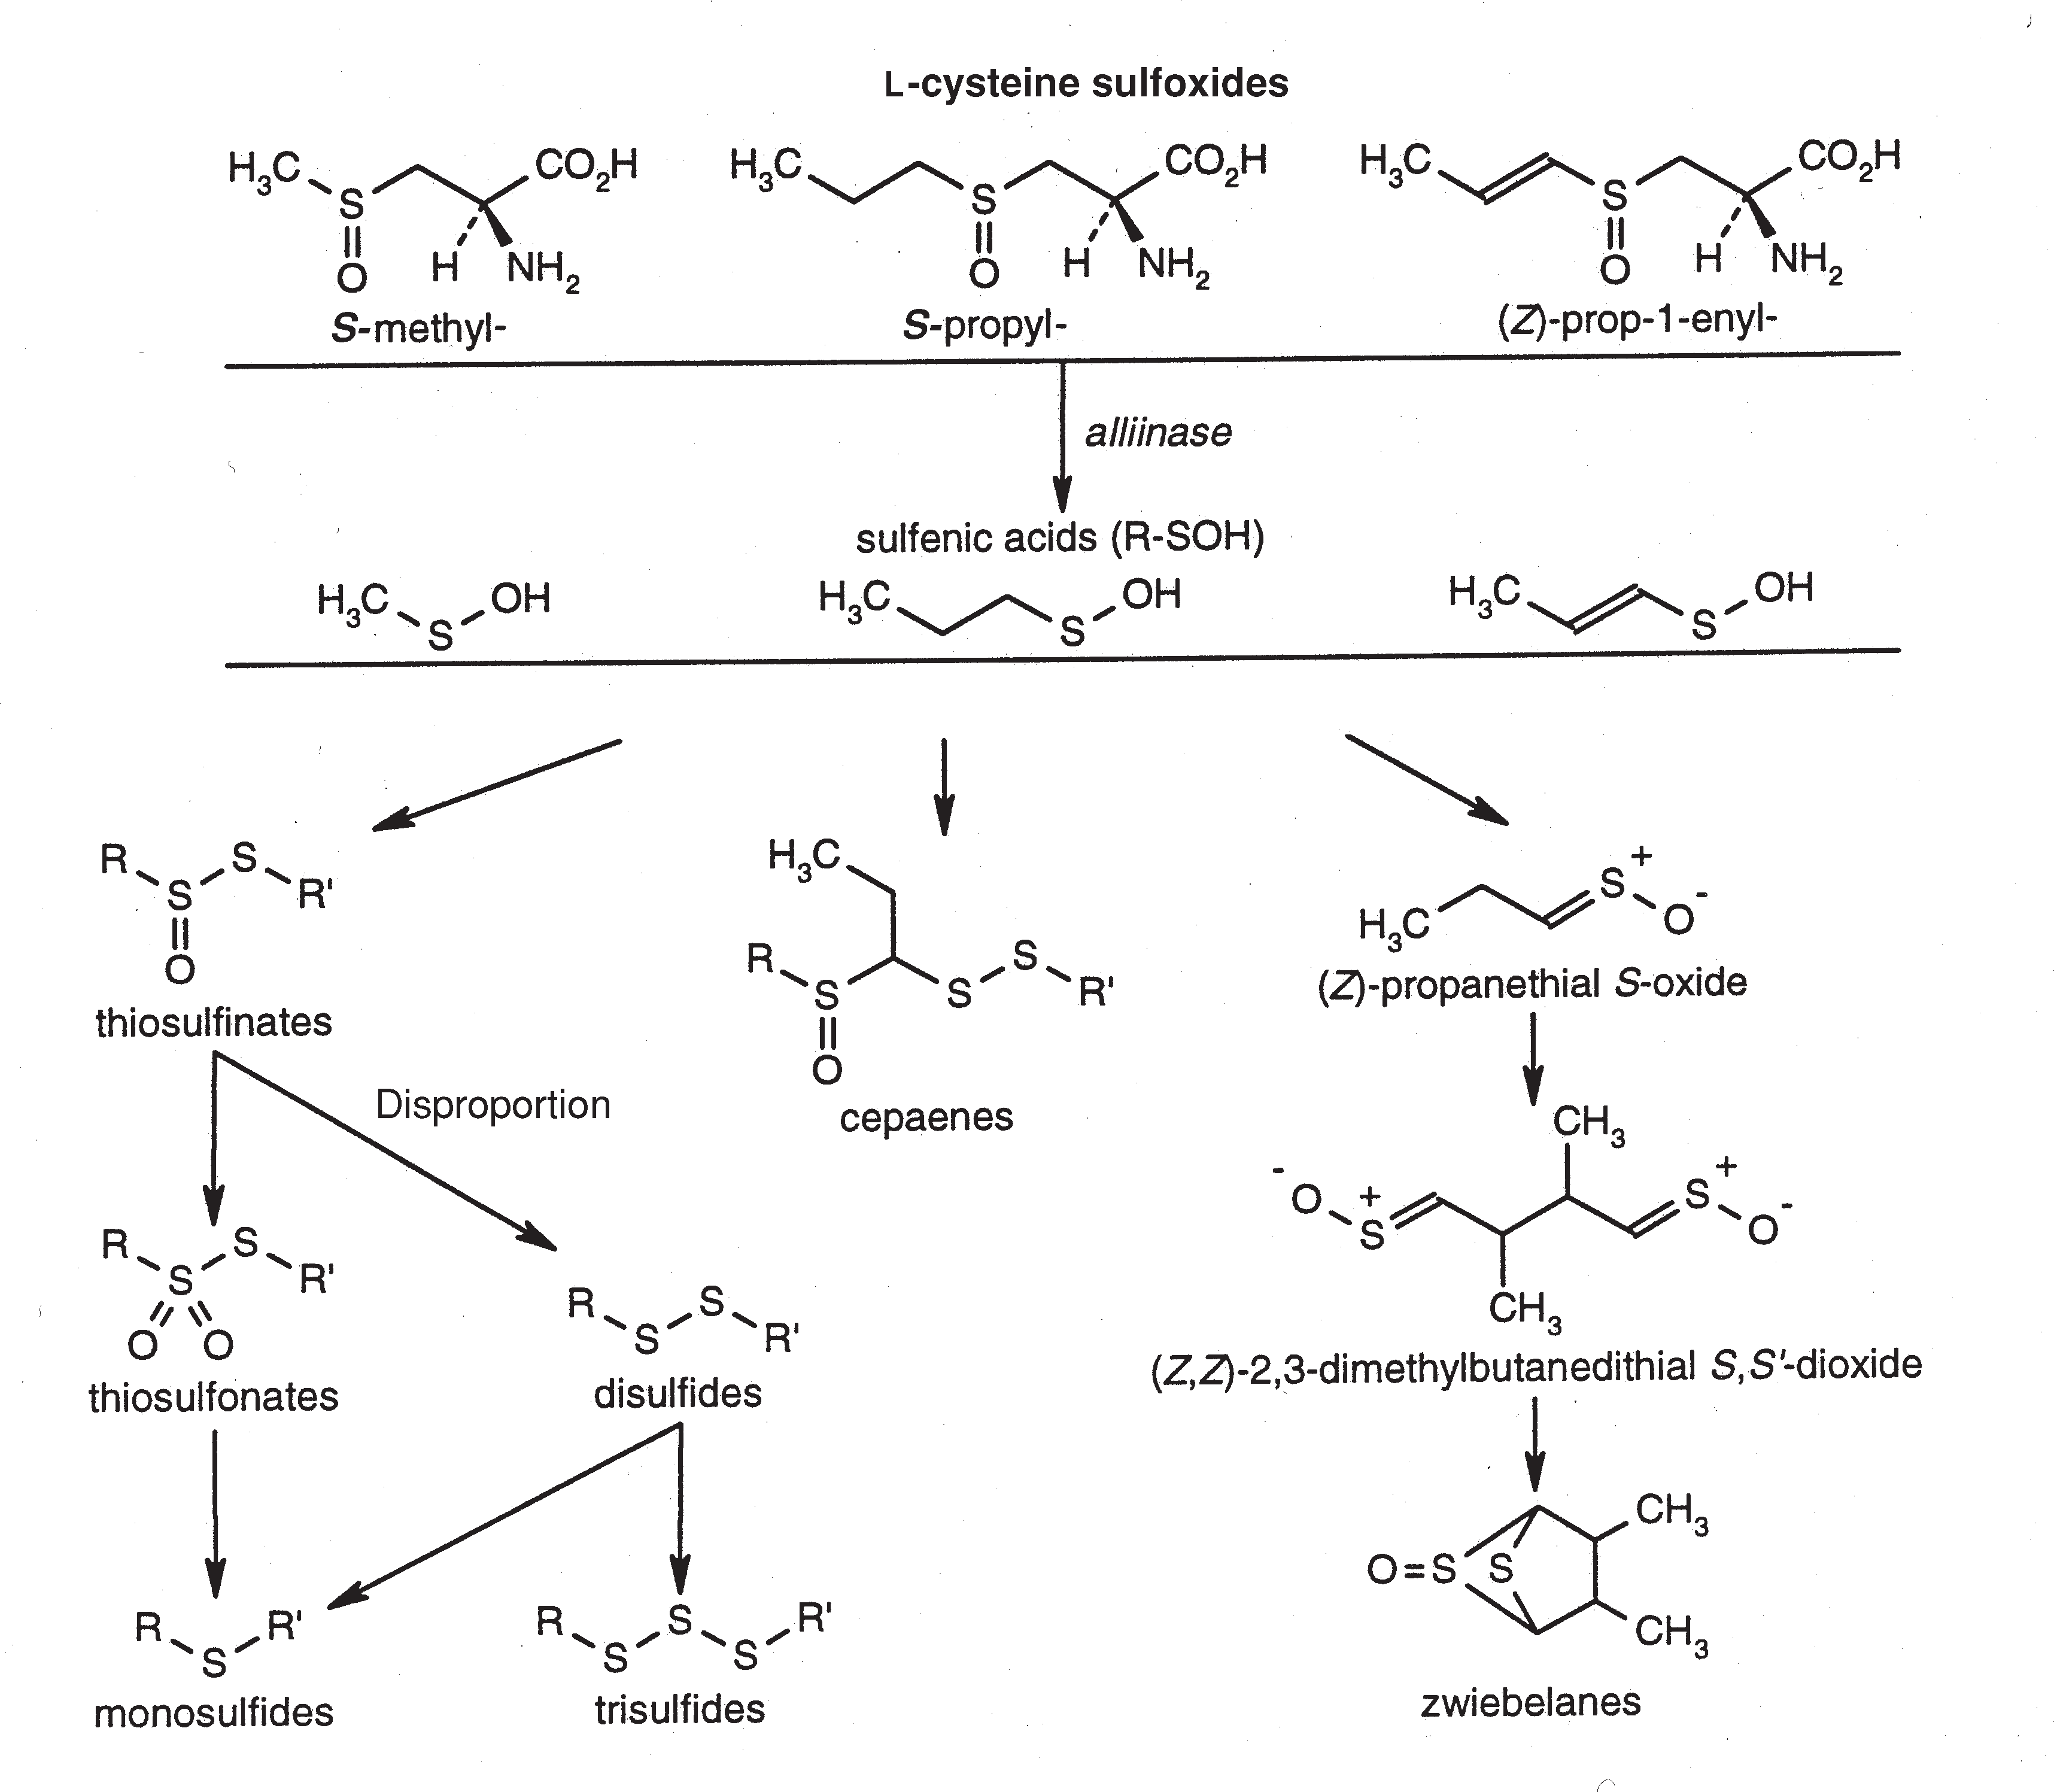 L-cysteine sulfoxides
H3C S O H NH2 CO2H
H3C S O H NH2 CO2H
H3C S O H NH2 CO2H
S-methyl-
S-propyl-
(Z)-prop-1-enyl-
alliinase
sulfenic acids (R-SOH)
H3C S OH
H3C S OH
H3C S OH
R S O S R'
thiosulfinates
H3C R S O S S R'
cepaenes
H3C S + O -
(Z)-propanethial S-oxide
Disproportion
R S O O S R'
thiosulfonates
R S S R'
disulfides
- O + S CH3 CH3 S + O -
(Z,Z)-2,3-dimethylbutanedithial S,S'-dioxide
R S R'
monosulfides
R S S S R'
trisulfides
O=S S CH3 CH3
zwiebelanes